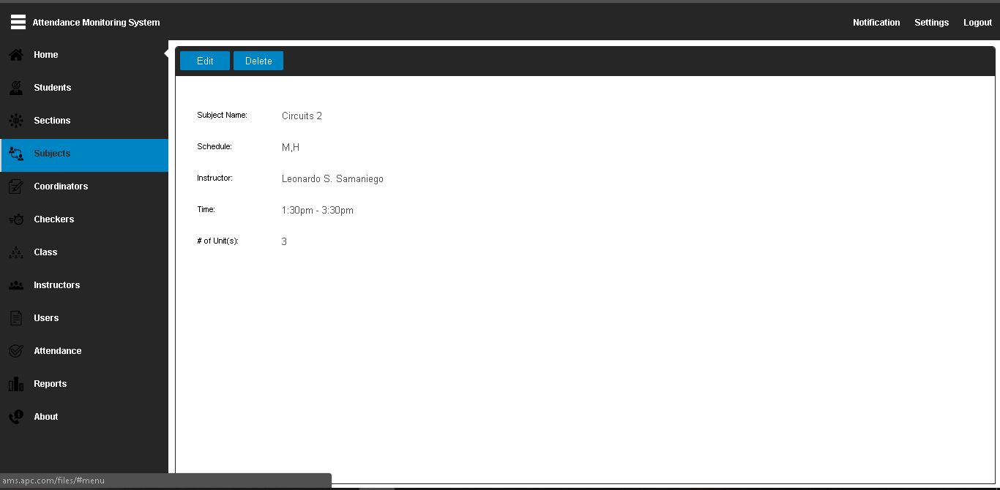 Attendance Monitoring System
Notification Settings Logout
Home
Students
Sections
Subjects
Coordinators
Checkers
Class
Instructors
Users
Attendance
Reports
About
Edit Delete
Subject Name: Circuits 2
Schedule: M,H
Instructor: Leonardo S. Samaniego
Time: 1:30pm - 3:30pm
# of Unit(s): 3
ams.apc.com/files/#menu